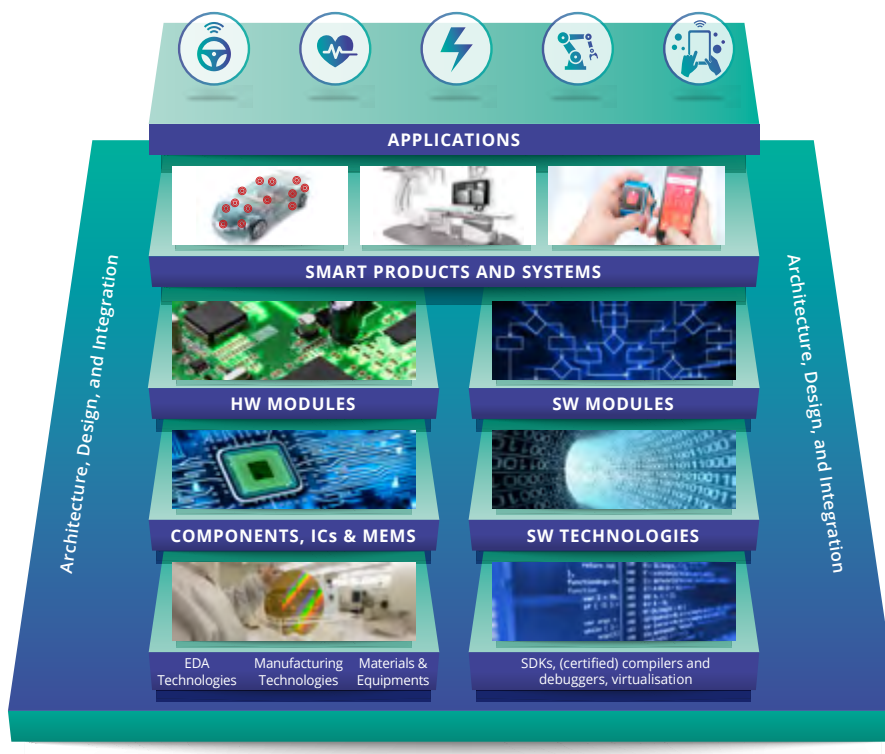 APPLICATIONS
SMART PRODUCTS AND SYSTEMS
Architecture, Design, and Integration
Architecture, Design, and Integration
HW MODULES
SW MODULES
COMPONENTS, ICs & MEMS
SW TECHNOLOGIES
EDA
Technologies
Manufacturing
Technologies
Materials &
Equipments
SDKs, (certified) compilers and
debuggers, virtualisation